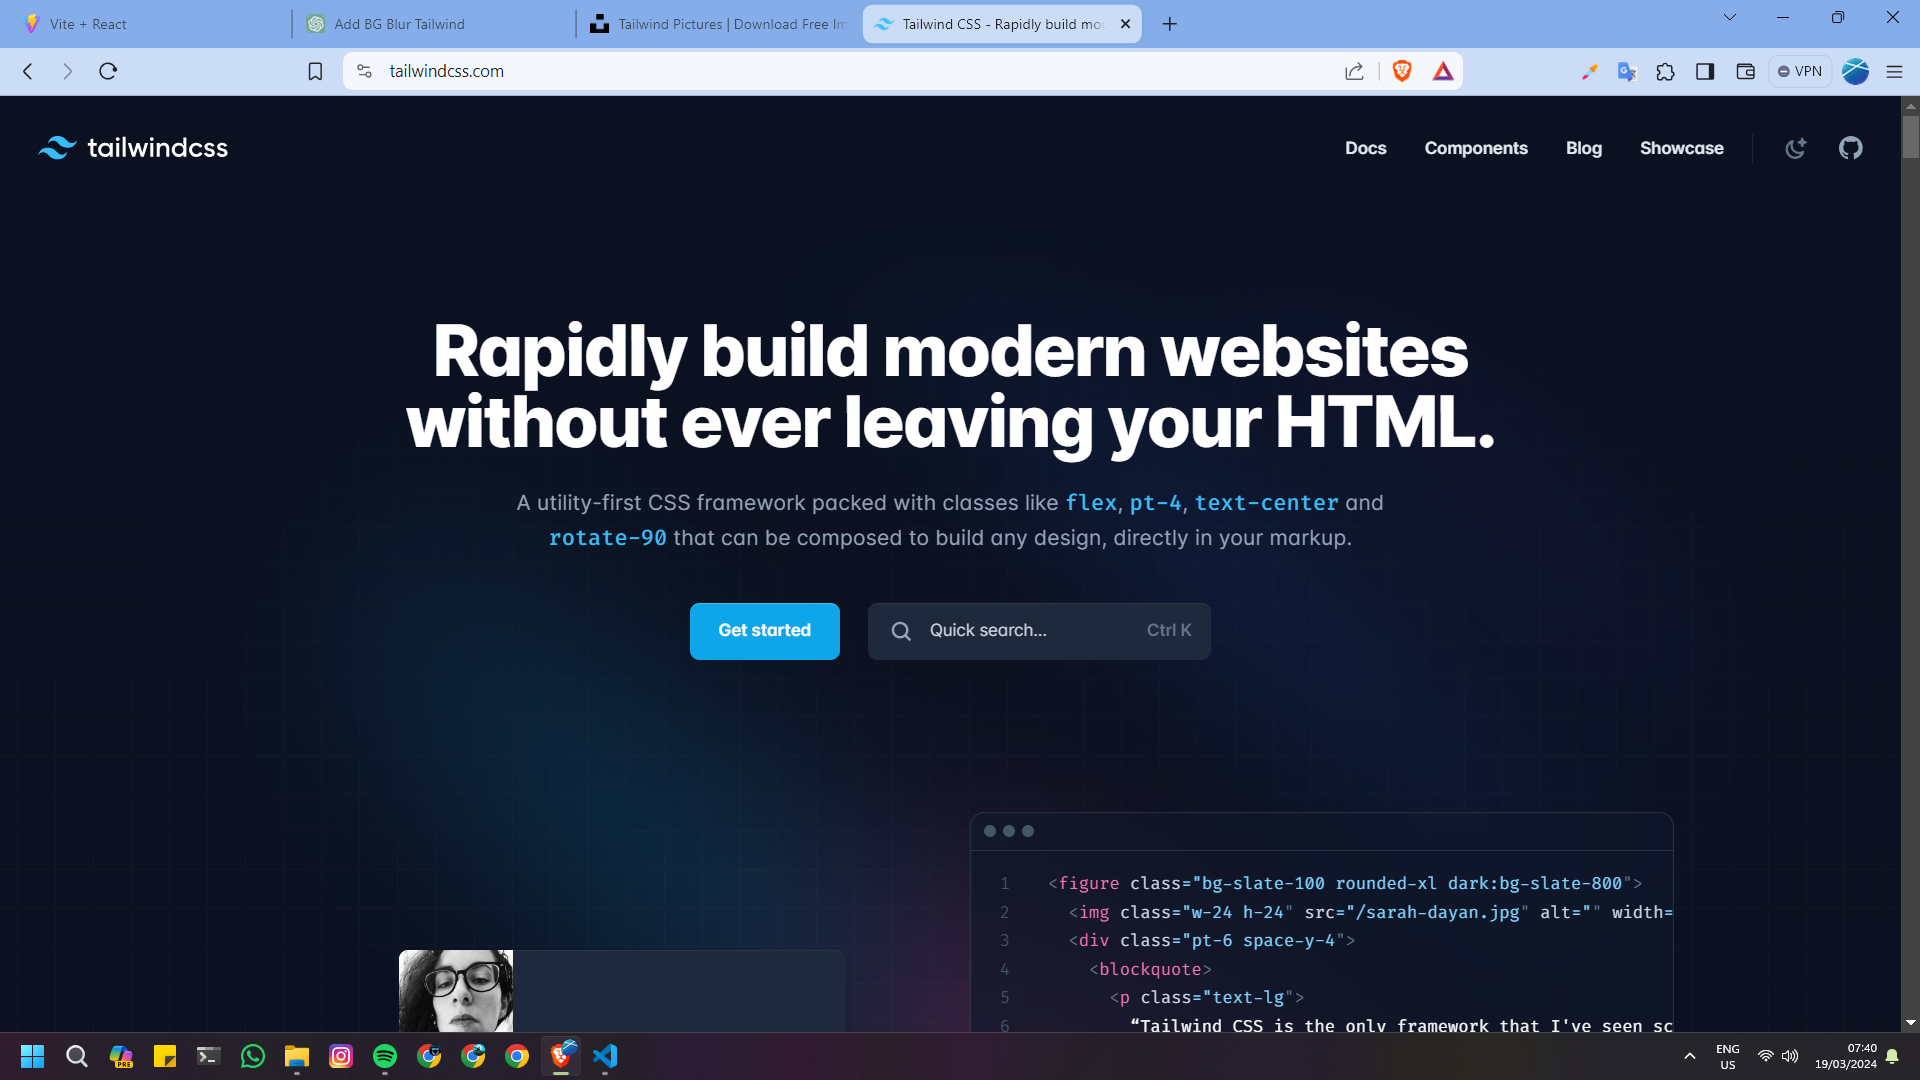 Vite + React
Add BG Blur Tailwind
Tailwind Pictures | Download Free Im
Tailwind CSS - Rapidly build mo
tailwindcss.com
VPN
tailwindcss
Docs
Components
Blog
Showcase
Rapidly build modern websites
without ever leaving your HTML.
A utility-first CSS framework packed with classes like flex, pt-4, text-center and
rotate-90 that can be composed to build any design, directly in your markup.
Get started
Quick search...
Ctrl K
1 <figure class="bg-slate-100 rounded-xl dark:bg-slate-800">
2 <img class="w-24 h-24" src="/sarah-dayan.jpg" alt="" width=
3 <div class="pt-6 space-y-4">
4 <blockquote>
5 <p class="text-lg">
6 “Tailwind CSS is the only framework that I've seen sc
PRE
ENG
US
07:40
19/03/2024